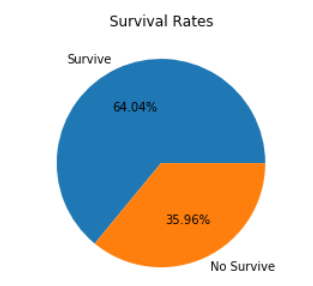 Survival Rates
Survive
64.04%
35.96%
No Survive